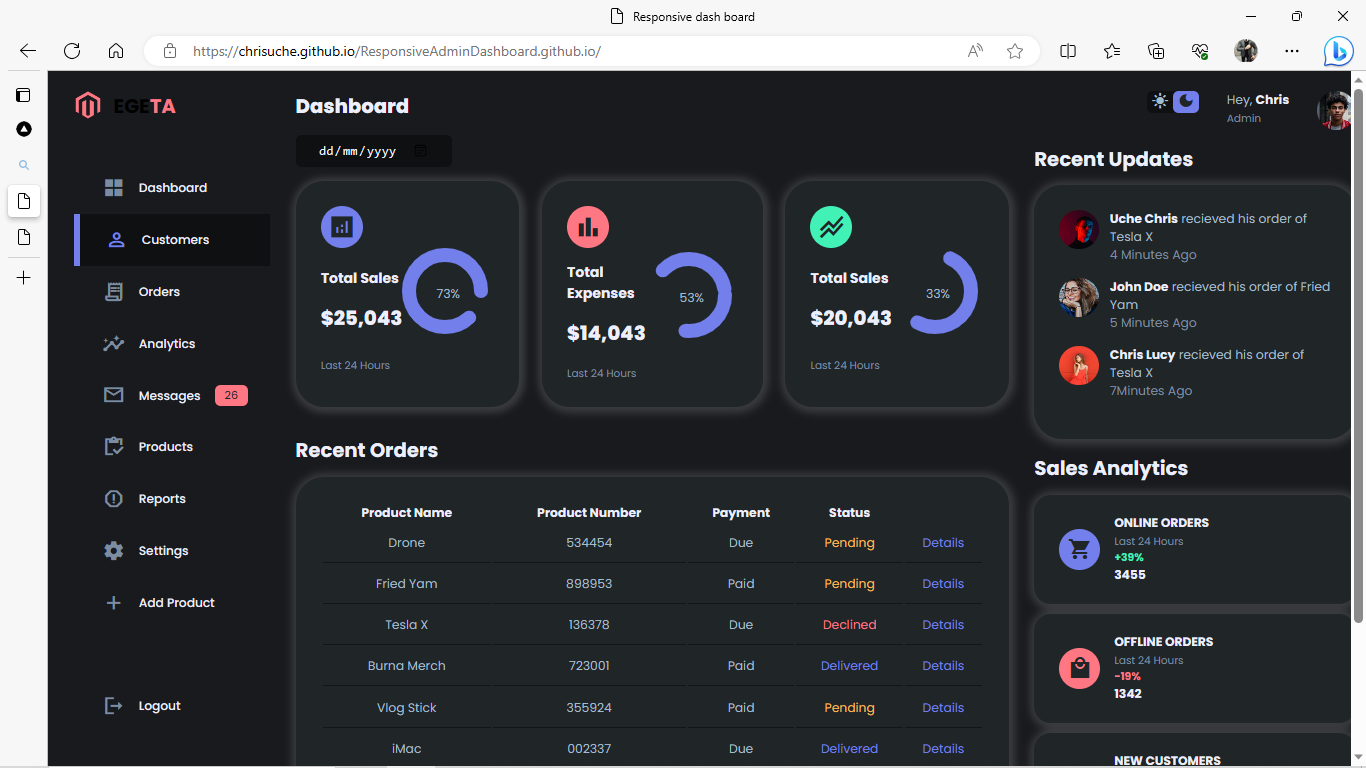 Responsive dash board
https://chrisuche.github.io/ResponsiveAdminDashboard.github.io/
EGETA
Dashboard
Customers
Orders
Analytics
Messages 26
Products
Reports
Settings
Add Product
Logout
Dashboard
dd/mm/yyyy
Total Sales
$25,043
73%
Last 24 Hours
Total
Expenses
$14,043
53%
Last 24 Hours
Total Sales
$20,043
33%
Last 24 Hours
Recent Orders
Product Name Product Number Payment Status
Drone 534454 Due Pending Details
Fried Yam 898953 Paid Pending Details
Tesla X 136378 Due Declined Details
Burna Merch 723001 Paid Delivered Details
Vlog Stick 355924 Paid Pending Details
iMac 002337 Due Delivered Details
Hey, Chris
Admin
Recent Updates
Uche Chris recieved his order of
Tesla X
4 Minutes Ago
John Doe recieved his order of Fried
Yam
5 Minutes Ago
Chris Lucy recieved his order of
Tesla X
7Minutes Ago
Sales Analytics
ONLINE ORDERS
Last 24 Hours
+39%
3455
OFFLINE ORDERS
Last 24 Hours
-19%
1342
NEW CUSTOMERS